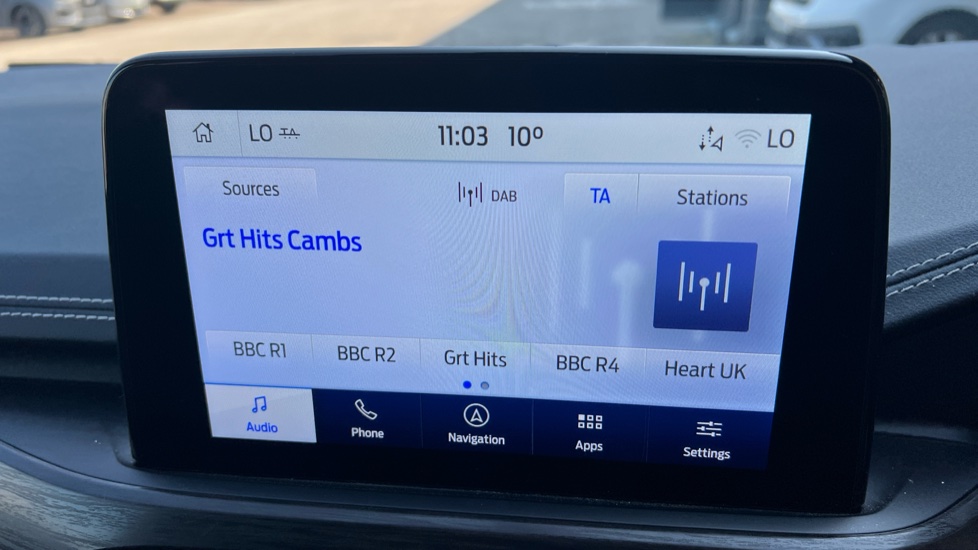 LO TA 11:03 10º LO
Sources DAB TA Stations
Grt Hits Cambs
BBC R1 BBC R2 Grt Hits BBC R4 Heart UK
Audio Phone Navigation Apps Settings